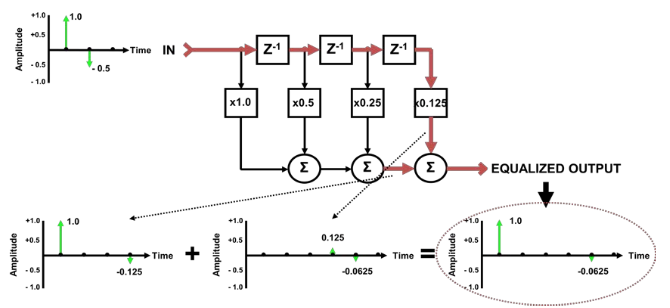 Amplitude
+1.0
+0.5
- 0.5
- 1.0
1.0
- 0.5
Time
IN
Z-1
Z-1
Z-1
x1.0
x0.5
x0.25
x0.125
Σ
Σ
Σ
EQUALIZED OUTPUT
Amplitude
+1.0
+0.5
- 0.5
- 1.0
1.0
-0.125
Time
+
Amplitude
+1.0
+0.5
- 0.5
- 1.0
0.125
-0.0625
Time
=
Amplitude
+1.0
+0.5
- 0.5
- 1.0
1.0
-0.0625
Time